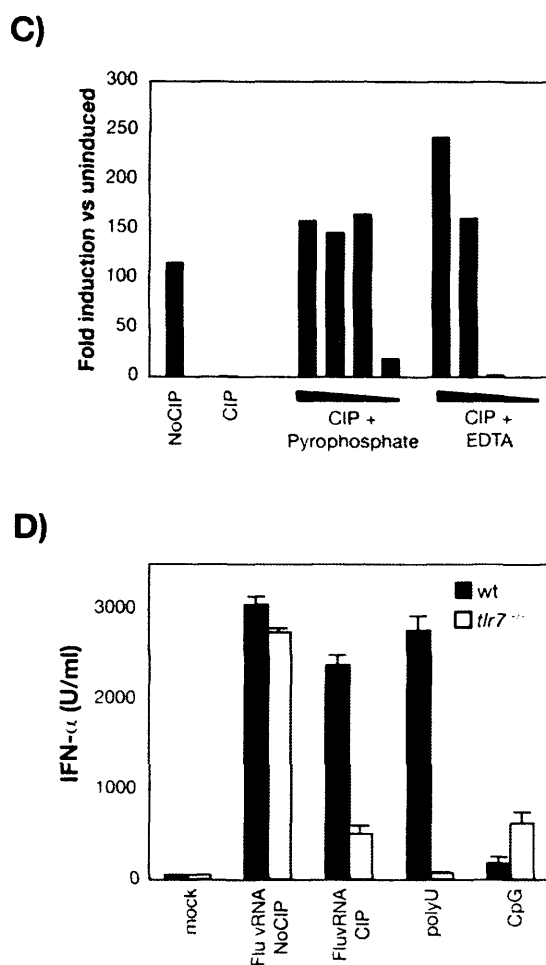 C)
Fold induction vs uninduced
300
250
200
150
100
50
0
NoCIP
CIP
CIP +
Pyrophosphate
CIP +
EDTA
D)
IFN-α (U/ml)
3000
2000
1000
0
wt
tlr7 -/-
mock
Flu vRNA
NoCIP
FluvRNA
CIP
polyU
CpG